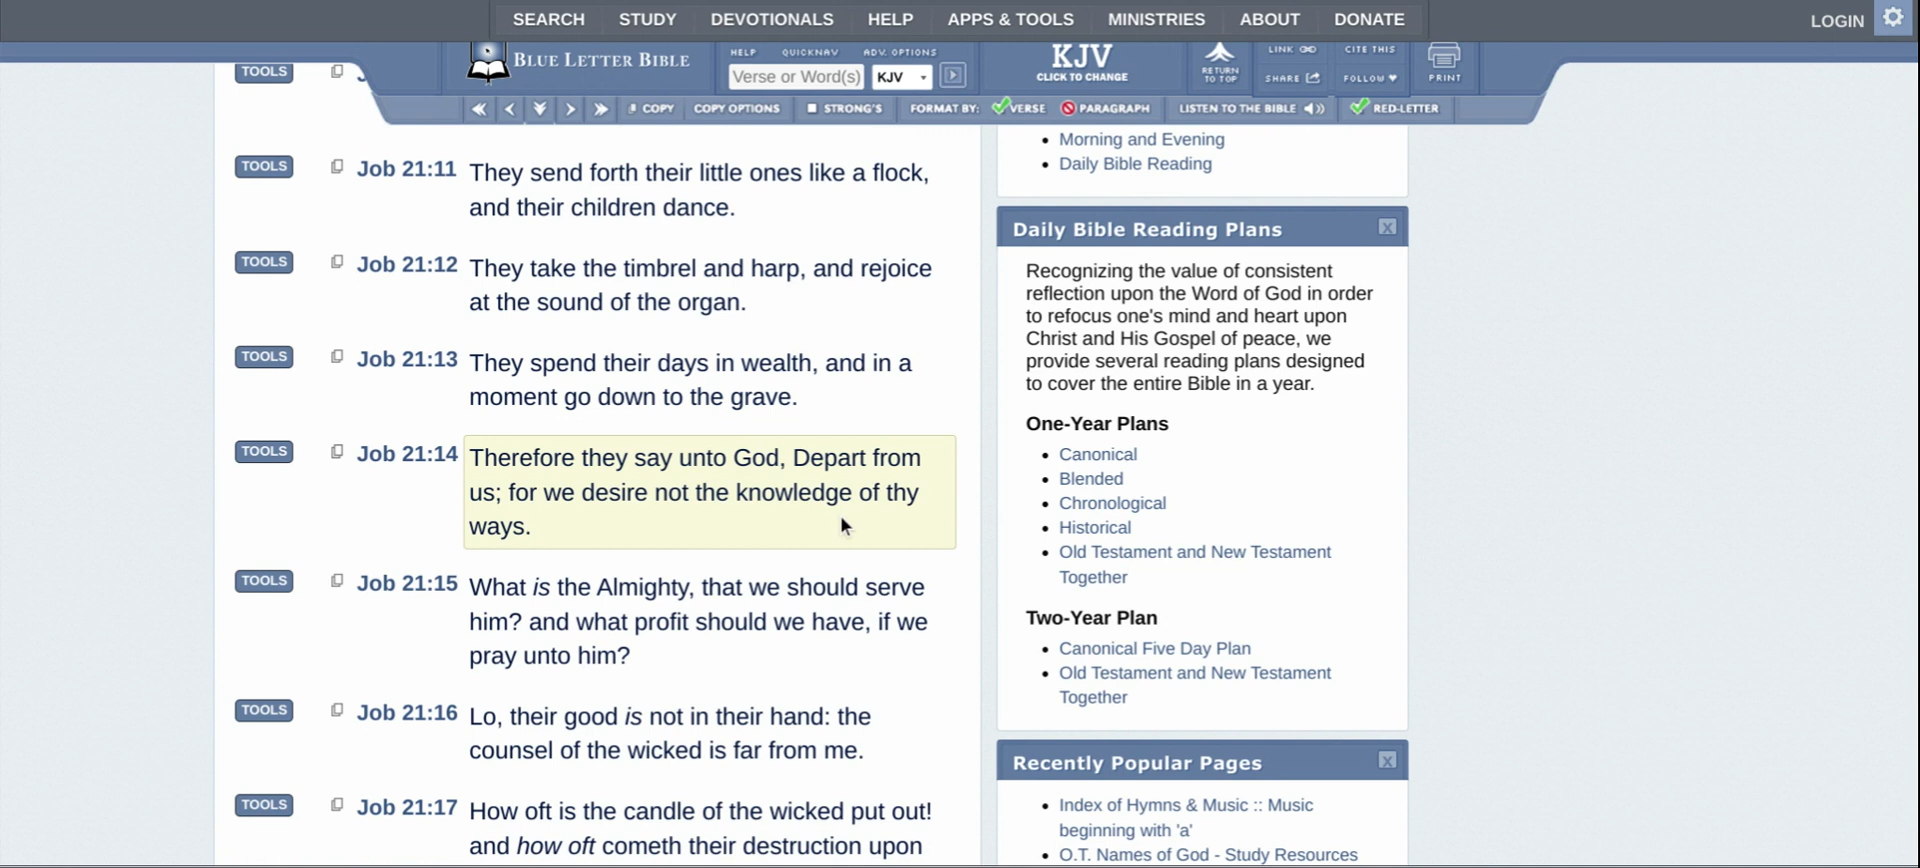 SEARCH STUDY DEVOTIONALS HELP APPS & TOOLS MINISTRIES ABOUT DONATE LOGIN
BLUE LETTER BIBLE
HELP QUICKNAV ADV. OPTIONS
Verse or Word(s) KJV
KJV
CLICK TO CHANGE
RETURN
TO TOP
LINK CITE THIS
SHARE FOLLOW
PRINT
COPY COPY OPTIONS STRONG'S FORMAT BY: VERSE PARAGRAPH LISTEN TO THE BIBLE RED-LETTER
TOOLS
TOOLS Job 21:11 They send forth their little ones like a flock,
and their children dance.
TOOLS Job 21:12 They take the timbrel and harp, and rejoice
at the sound of the organ.
TOOLS Job 21:13 They spend their days in wealth, and in a
moment go down to the grave.
TOOLS Job 21:14 Therefore they say unto God, Depart from
us; for we desire not the knowledge of thy
ways.
TOOLS Job 21:15 What is the Almighty, that we should serve
him? and what profit should we have, if we
pray unto him?
TOOLS Job 21:16 Lo, their good is not in their hand: the
counsel of the wicked is far from me.
TOOLS Job 21:17 How oft is the candle of the wicked put out!
and how oft cometh their destruction upon
Morning and Evening
Daily Bible Reading
Daily Bible Reading Plans
Recognizing the value of consistent
reflection upon the Word of God in order
to refocus one's mind and heart upon
Christ and His Gospel of peace, we
provide several reading plans designed
to cover the entire Bible in a year.
One-Year Plans
Canonical
Blended
Chronological
Historical
Old Testament and New Testament
Together
Two-Year Plan
Canonical Five Day Plan
Old Testament and New Testament
Together
Recently Popular Pages
Index of Hymns & Music :: Music
beginning with 'a'
O.T. Names of God - Study Resources